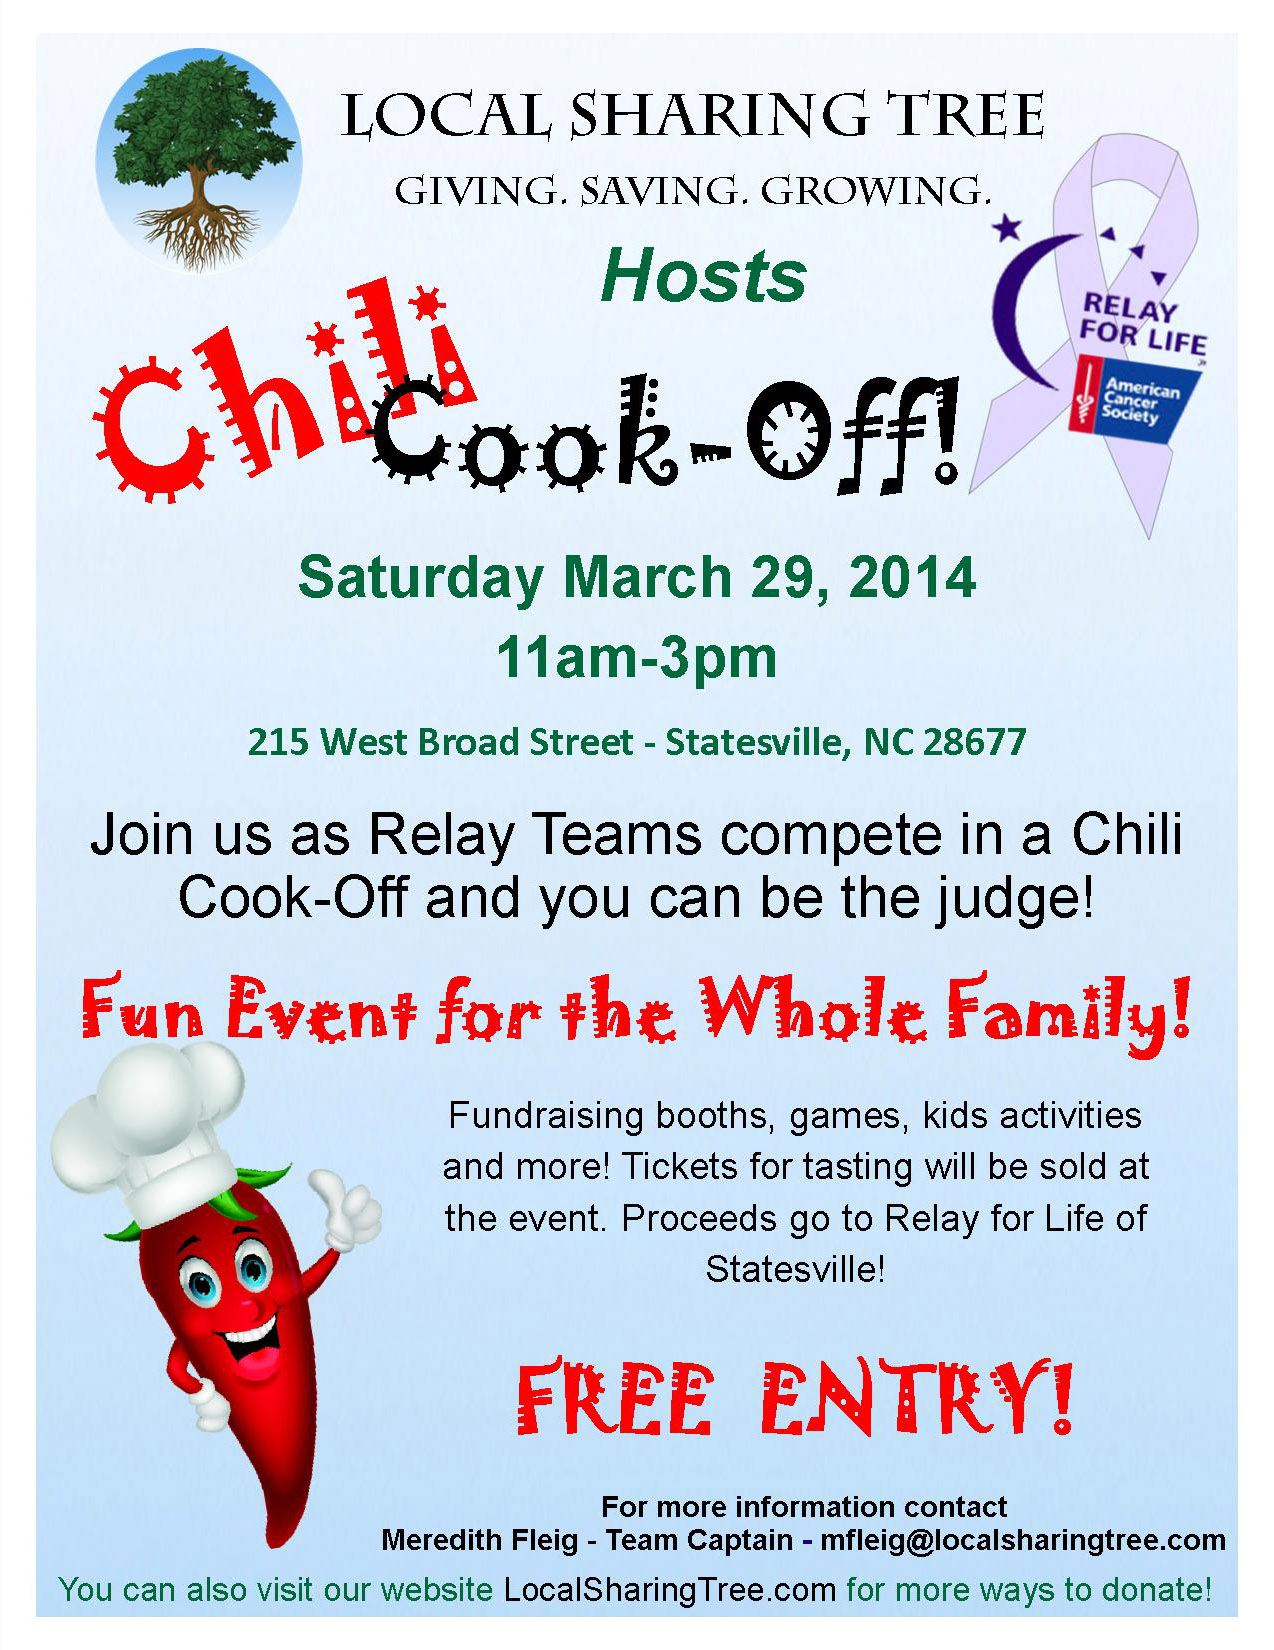 LOCAL SHARING TREE
GIVING. SAVING. GROWING.
Hosts
Chili
Cook-Off!
RELAY
FOR LIFE
American
Cancer
Society
Saturday March 29, 2014
11am-3pm
215 West Broad Street - Statesville, NC 28677
Join us as Relay Teams compete in a Chili
Cook-Off and you can be the judge!
Fun Event for the Whole Family!
Fundraising booths, games, kids activities
and more! Tickets for tasting will be sold at
the event. Proceeds go to Relay for Life of
Statesville!
FREE ENTRY!
For more information contact
Meredith Fleig - Team Captain - mfleig@localsharingtree.com
You can also visit our website LocalSharingTree.com for more ways to donate!